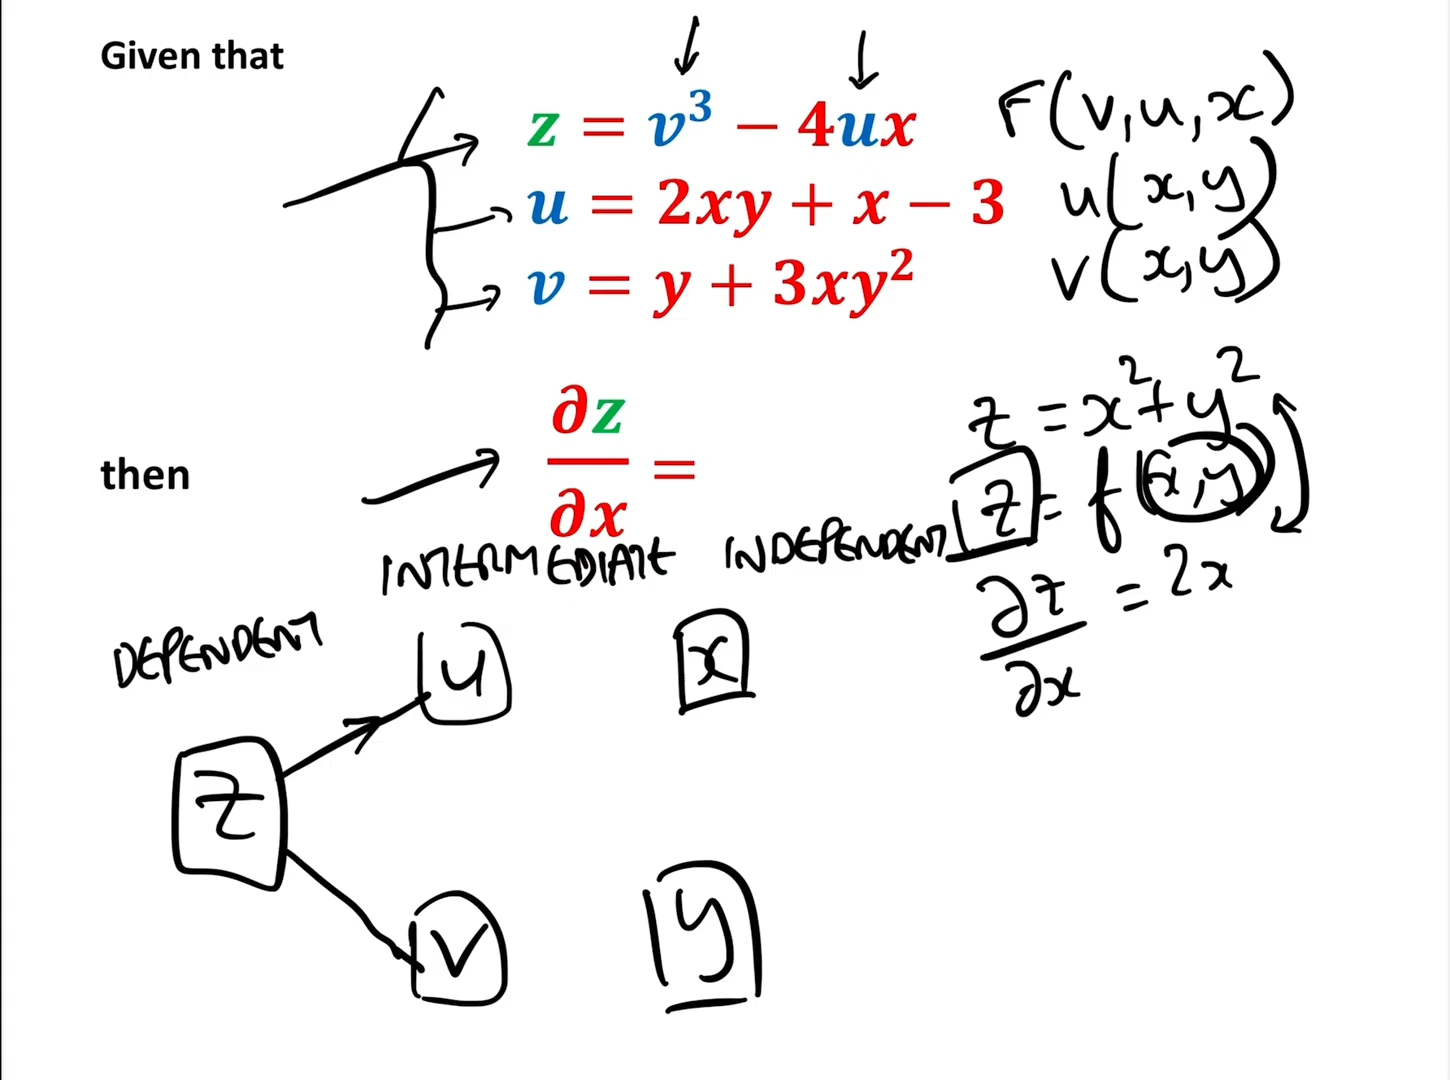 Given that
z = v³ − 4ux
F(v,u,x)
u = 2xy + x − 3
u(x,y)
v = y + 3xy²
v(x,y)
z = x² + y²
then
∂z/∂x =
z = f(x,y)
INTERMEDIATE
INDEPENDENT
∂z/∂x = 2x
DEPENDENT
u
x
z
v
y